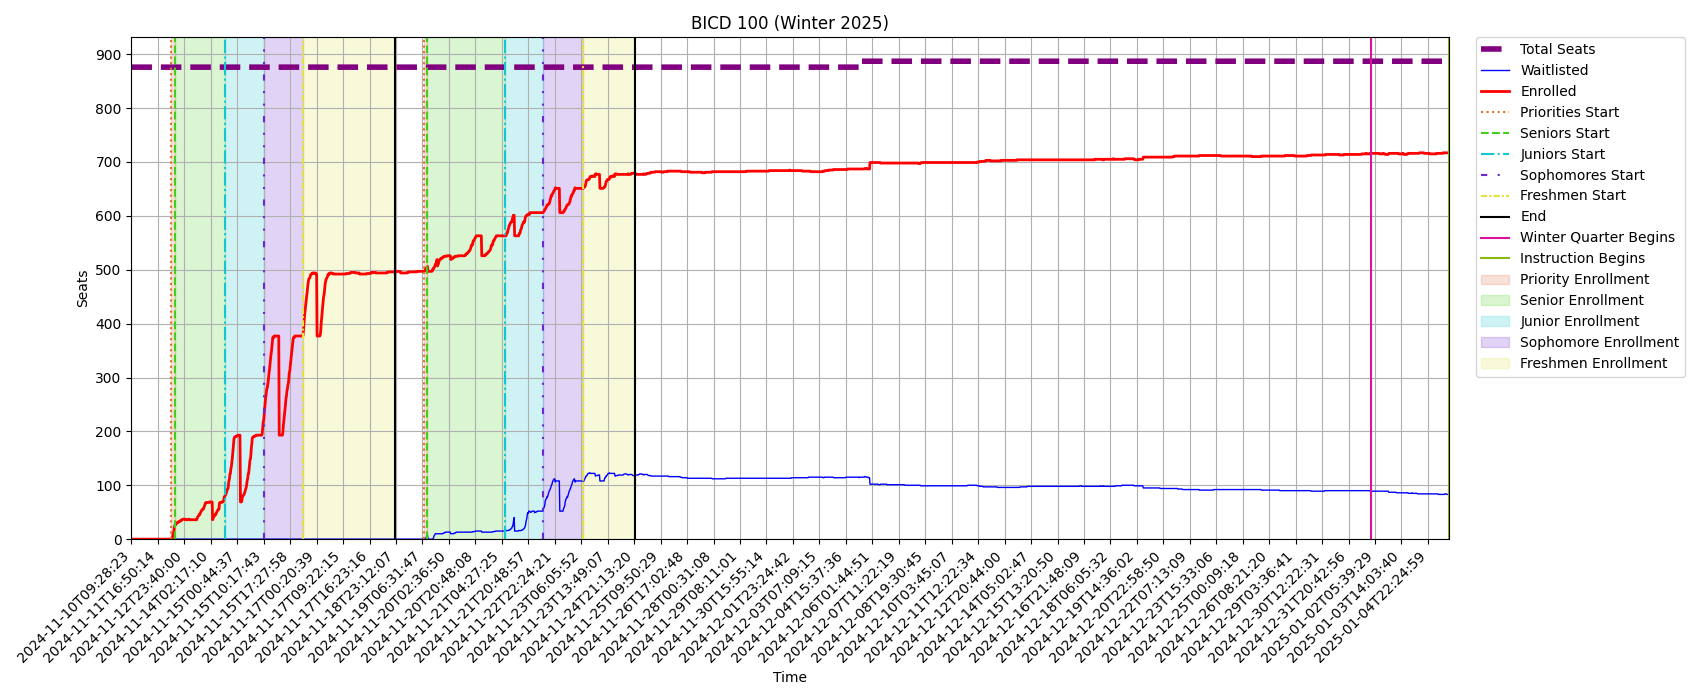 BICD 100 (Winter 2025)
900
800
700
600
500
400
300
200
100
0
Seats
2024-11-10T09:28:23
2024-11-11T16:50:14
2024-11-12T23:40:00
2024-11-14T02:17:10
2024-11-15T00:44:37
2024-11-15T10:17:43
2024-11-15T17:27:58
2024-11-17T00:20:39
2024-11-17T09:22:15
2024-11-17T16:23:16
2024-11-18T23:12:07
2024-11-19T06:31:47
2024-11-20T02:36:50
2024-11-20T20:48:08
2024-11-21T04:27:25
2024-11-21T20:48:57
2024-11-22T22:24:21
2024-11-23T06:05:52
2024-11-23T13:49:07
2024-11-24T21:13:20
2024-11-25T09:50:29
2024-11-26T17:02:48
2024-11-28T00:31:08
2024-11-29T08:11:01
2024-11-30T15:55:14
2024-12-01T23:24:42
2024-12-03T07:09:15
2024-12-04T15:37:36
2024-12-06T01:44:51
2024-12-07T11:22:19
2024-12-08T19:30:45
2024-12-10T03:45:07
2024-12-11T12:22:34
2024-12-12T20:44:00
2024-12-14T05:02:47
2024-12-15T13:20:50
2024-12-16T21:48:09
2024-12-18T06:05:32
2024-12-19T14:36:02
2024-12-20T22:58:50
2024-12-22T07:13:09
2024-12-23T15:33:06
2024-12-25T00:09:18
2024-12-26T08:21:20
2024-12-29T03:36:41
2024-12-30T12:22:31
2024-12-31T20:42:56
2025-01-02T05:39:29
2025-01-03T14:03:40
2025-01-04T22:24:59
Time
Total Seats
Waitlisted
Enrolled
Priorities Start
Seniors Start
Juniors Start
Sophomores Start
Freshmen Start
End
Winter Quarter Begins
Instruction Begins
Priority Enrollment
Senior Enrollment
Junior Enrollment
Sophomore Enrollment
Freshmen Enrollment